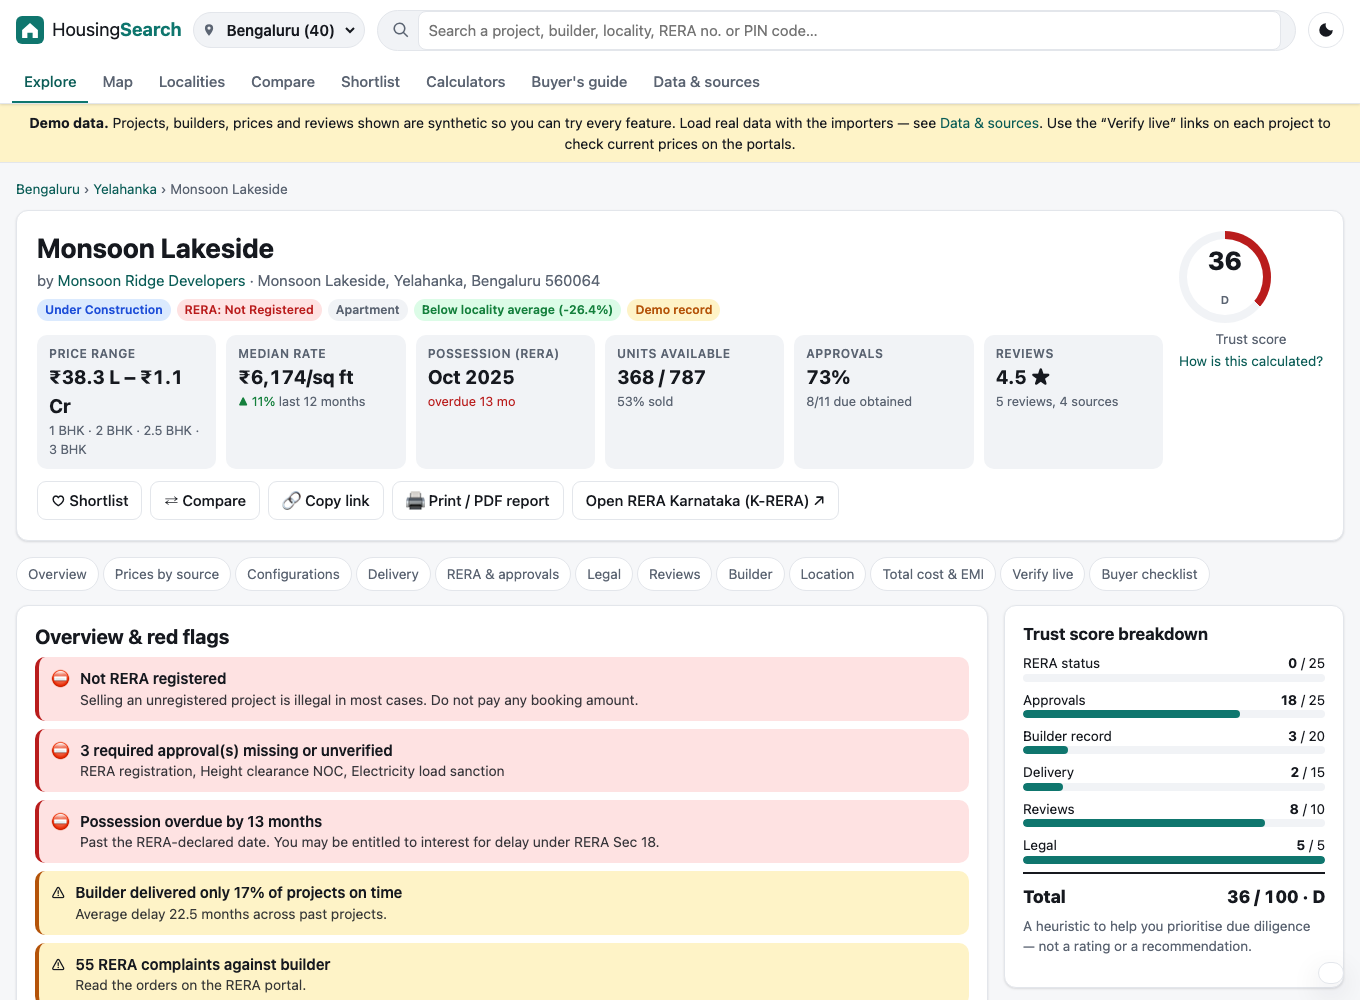 HousingSearch
Bengaluru (40)
Search a project, builder, locality, RERA no. or PIN code...
Explore
Map
Localities
Compare
Shortlist
Calculators
Buyer's guide
Data & sources
Demo data. Projects, builders, prices and reviews shown are synthetic so you can try every feature. Load real data with the importers — see Data & sources. Use the “Verify live” links on each project to
check current prices on the portals.
Bengaluru › Yelahanka › Monsoon Lakeside
Monsoon Lakeside
by Monsoon Ridge Developers · Monsoon Lakeside, Yelahanka, Bengaluru 560064
Under Construction
RERA: Not Registered
Apartment
Below locality average (-26.4%)
Demo record
36
D
Trust score
How is this calculated?
PRICE RANGE
₹38.3 L – ₹1.1
Cr
1 BHK · 2 BHK · 2.5 BHK ·
3 BHK
MEDIAN RATE
₹6,174/sq ft
▲ 11% last 12 months
POSSESSION (RERA)
Oct 2025
overdue 13 mo
UNITS AVAILABLE
368 / 787
53% sold
APPROVALS
73%
8/11 due obtained
REVIEWS
4.5 ★
5 reviews, 4 sources
♡ Shortlist
⇄ Compare
🔗 Copy link
🖨 Print / PDF report
Open RERA Karnataka (K-RERA) ↗
Overview
Prices by source
Configurations
Delivery
RERA & approvals
Legal
Reviews
Builder
Location
Total cost & EMI
Verify live
Buyer checklist
Overview & red flags
⛔ Not RERA registered
Selling an unregistered project is illegal in most cases. Do not pay any booking amount.
⛔ 3 required approval(s) missing or unverified
RERA registration, Height clearance NOC, Electricity load sanction
⛔ Possession overdue by 13 months
Past the RERA-declared date. You may be entitled to interest for delay under RERA Sec 18.
⚠ Builder delivered only 17% of projects on time
Average delay 22.5 months across past projects.
⚠ 55 RERA complaints against builder
Read the orders on the RERA portal.
Trust score breakdown
RERA status 0 / 25
Approvals 18 / 25
Builder record 3 / 20
Delivery 2 / 15
Reviews 8 / 10
Legal 5 / 5
Total 36 / 100 · D
A heuristic to help you prioritise due diligence
— not a rating or a recommendation.